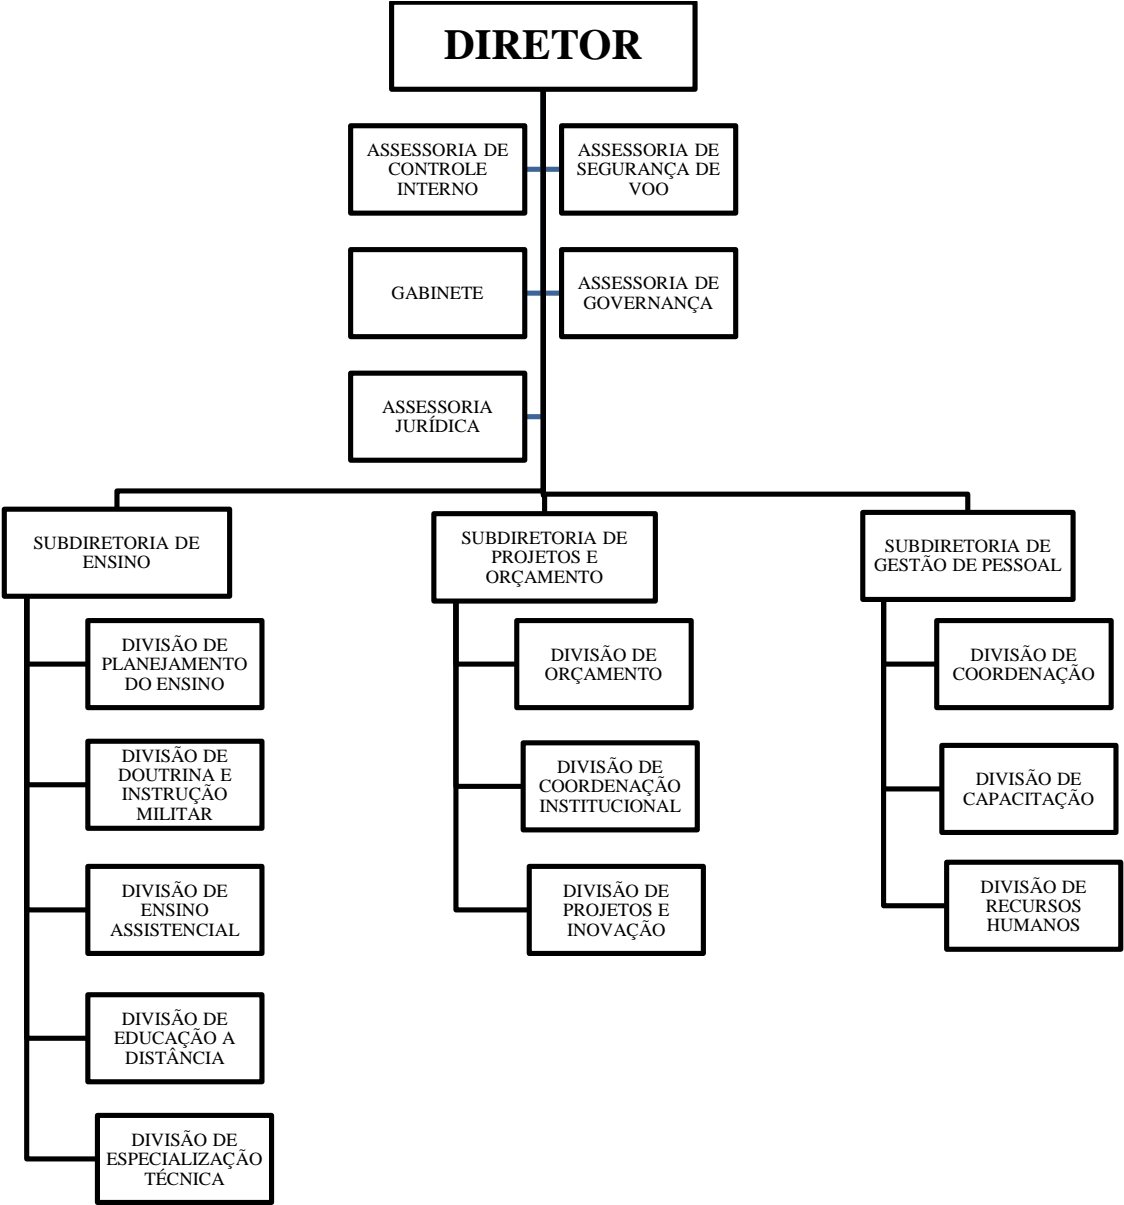 DIRETOR
ASSESSORIA DE
CONTROLE
INTERNO
ASSESSORIA DE
SEGURANÇA DE
VOO
GABINETE
ASSESSORIA DE
GOVERNANÇA
ASSESSORIA
JURÍDICA
SUBDIRETORIA DE
ENSINO
SUBDIRETORIA DE
PROJETOS E
ORÇAMENTO
SUBDIRETORIA DE
GESTÃO DE PESSOAL
DIVISÃO DE
PLANEJAMENTO
DO ENSINO
DIVISÃO DE
DOUTRINA E
INSTRUÇÃO
MILITAR
DIVISÃO DE
ENSINO
ASSISTENCIAL
DIVISÃO DE
EDUCAÇÃO A
DISTÂNCIA
DIVISÃO DE
ESPECIALIZAÇÃO
TÉCNICA
DIVISÃO DE
ORÇAMENTO
DIVISÃO DE
COORDENAÇÃO
INSTITUCIONAL
DIVISÃO DE
PROJETOS E
INOVAÇÃO
DIVISÃO DE
COORDENAÇÃO
DIVISÃO DE
CAPACITAÇÃO
DIVISÃO DE
RECURSOS
HUMANOS